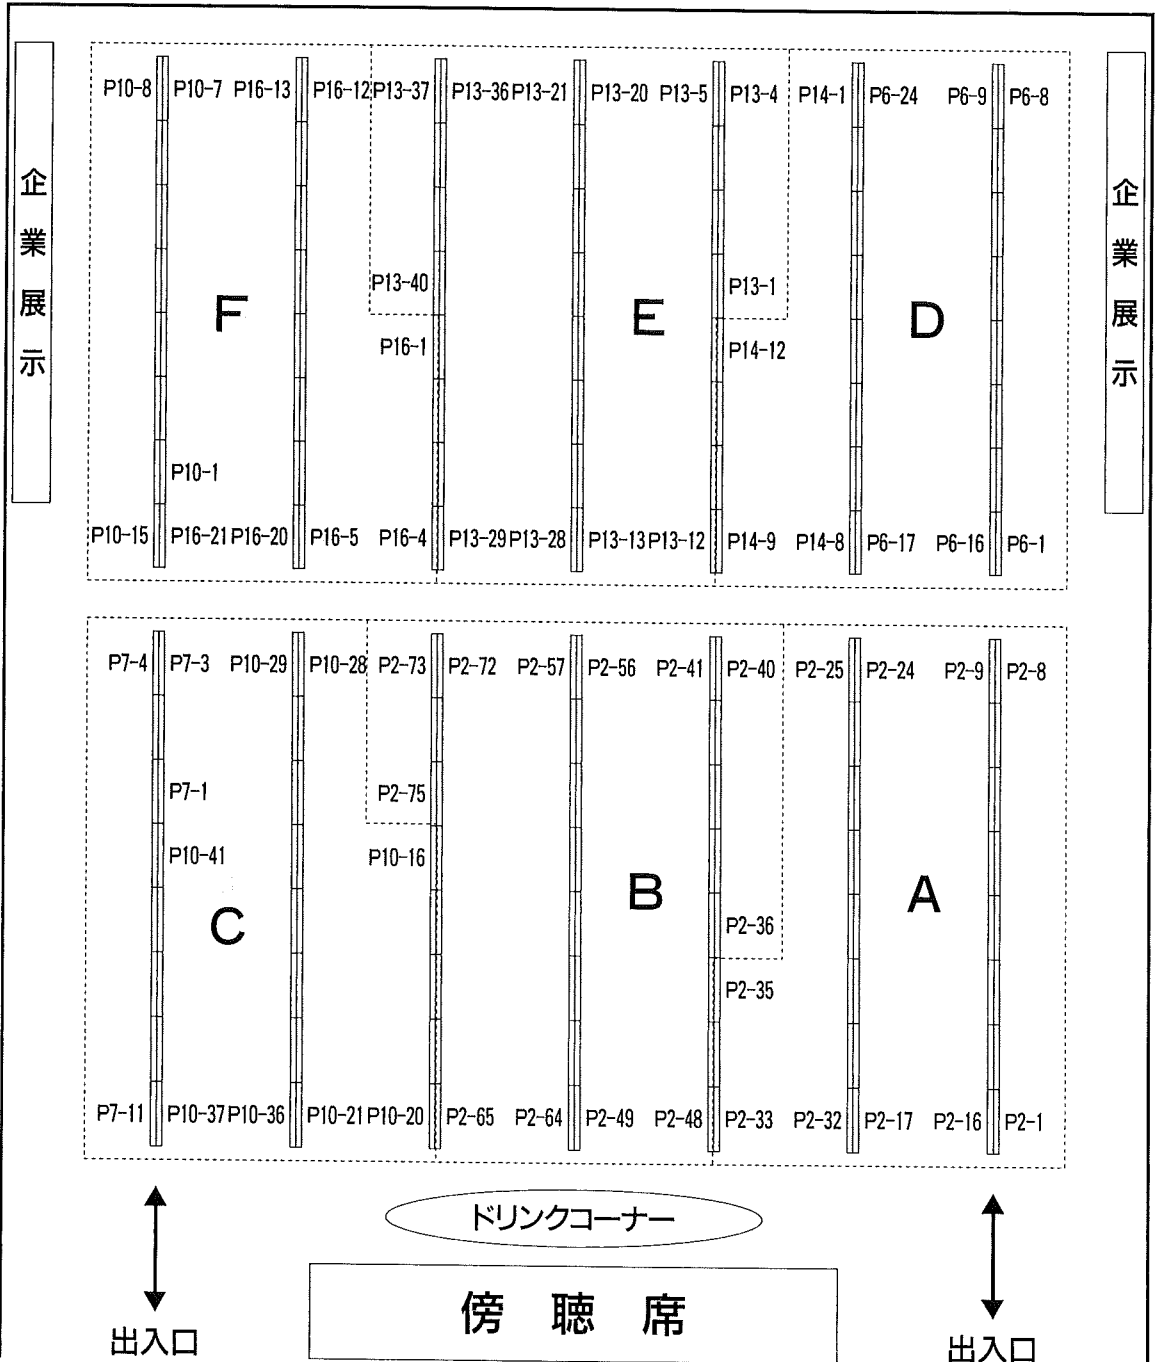 P10-8 P10-7 P16-13 P16-12 P13-37 P13-36 P13-21 P13-20 P13-5 P13-4 P14-1 P6-24 P6-9 P6-8
企業展示
企業展示
P13-40 P13-1
F E D
P16-1 P14-12
P10-1
P10-15 P16-21 P16-20 P16-5 P16-4 P13-29 P13-28 P13-13 P13-12 P14-9 P14-8 P6-17 P6-16 P6-1
P7-4 P7-3 P10-29 P10-28 P2-73 P2-72 P2-57 P2-56 P2-41 P2-40 P2-25 P2-24 P2-9 P2-8
P7-1 P2-75
P10-41 P10-16
C B A
P2-36
P2-35
P7-11 P10-37 P10-36 P10-21 P10-20 P2-65 P2-64 P2-49 P2-48 P2-33 P2-32 P2-17 P2-16 P2-1
ドリンクコーナー
傍聴席
出入口 出入口